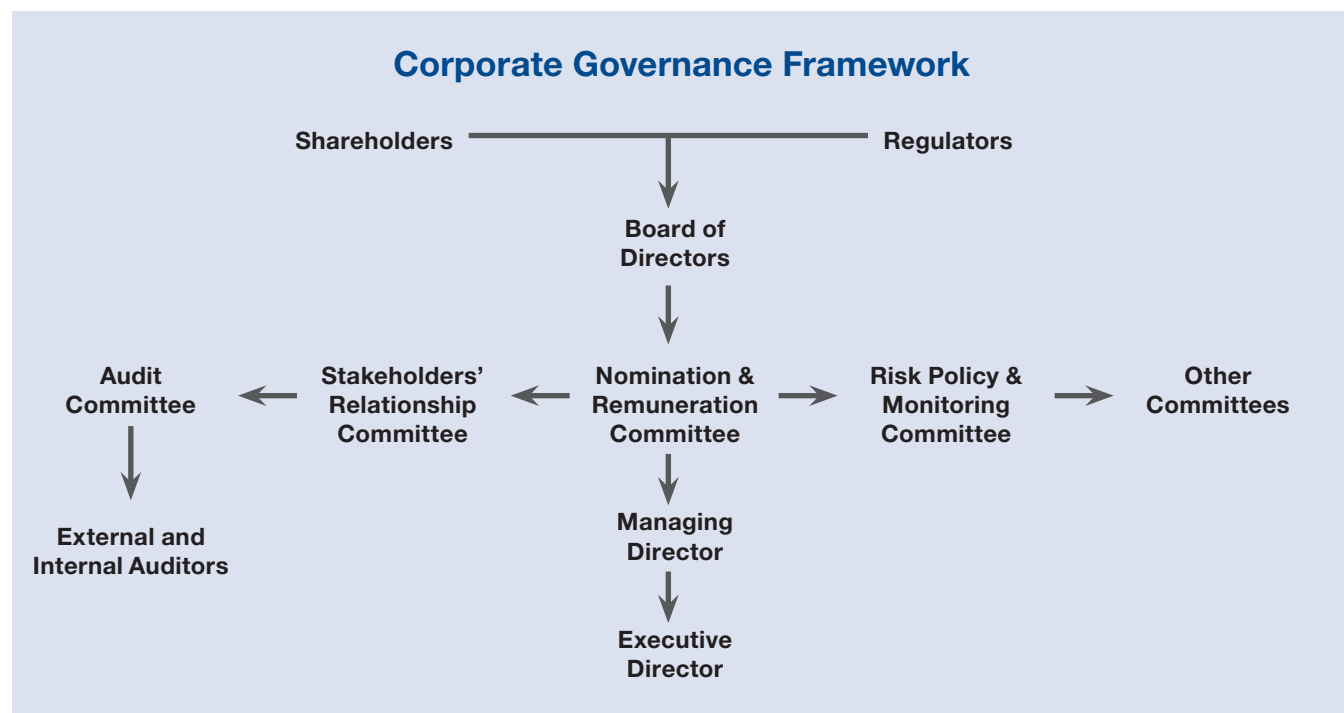 Corporate Governance Framework
Shareholders
Regulators
Board of
Directors
Audit
Committee
Stakeholders’
Relationship
Committee
Nomination &
Remuneration
Committee
Risk Policy &
Monitoring
Committee
Other
Committees
External and
Internal Auditors
Managing
Director
Executive
Director